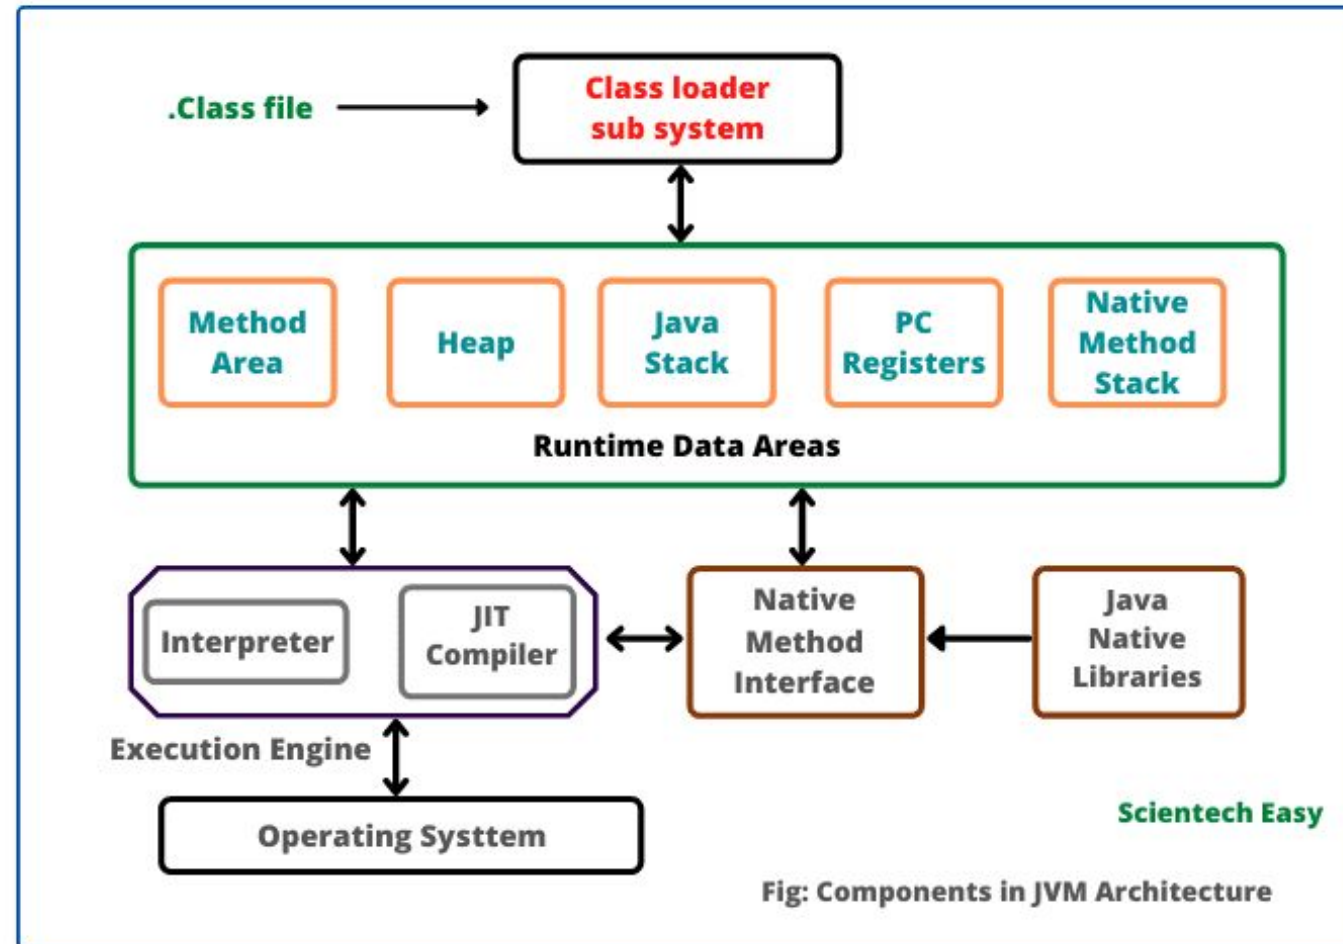 .Class file
Class loader
sub system
Method
Area
Heap
Java
Stack
PC
Registers
Native
Method
Stack
Runtime Data Areas
Interpreter
JIT
Compiler
Native
Method
Interface
Java
Native
Libraries
Execution Engine
Operating Systtem
Scientech Easy
Fig: Components in JVM Architecture